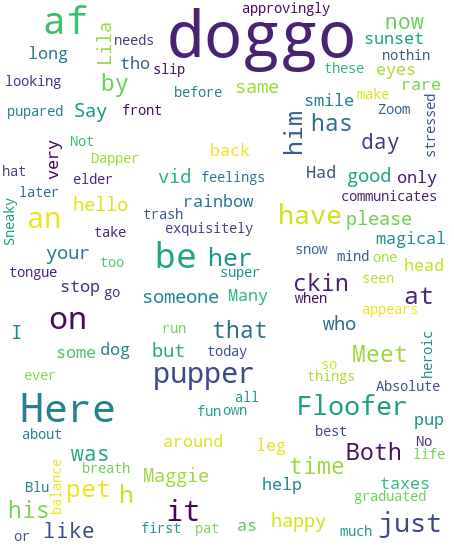 approvingly
af doggo
Lila needs now
long tho slip sunset nothin
looking by these eyes
before same rare
pupared Say front smile make Zoom stressed
him has
Not day
very Dapper back
hat elder vid feelings Had good only
later hello rainbow communicates
Sneaky an trash have please
take exquisitely magical
your be her snow mind one head
tongue too super ckin seen
stop go someone Many when at
on appears
I run that who
some dog but today Meet heroic
pupper so things
ever all Absolute
Here fun own Floofer pup
about best No
was around leg Both life
breath Maggie time
Blu balance pet h help taxes
his it graduated
or like first pat as happy much just